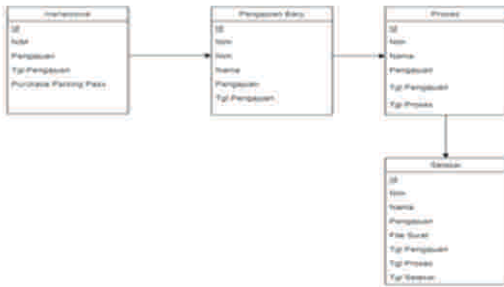 Id
NIM
Pengajuan
Tgl Pengajuan
Purchase Parking Pass
Pengajuan Baru
Id
Nim
Nama
Pengajuan
Tgl Pengajuan
Proses
Id
Nim
Nama
Pengajuan
Tgl Pengajuan
Tgl Proses
Selesai
Id
Nim
Nama
Pengajuan
File Surat
Tgl Pengajuan
Tgl Proses
Tgl Selesai